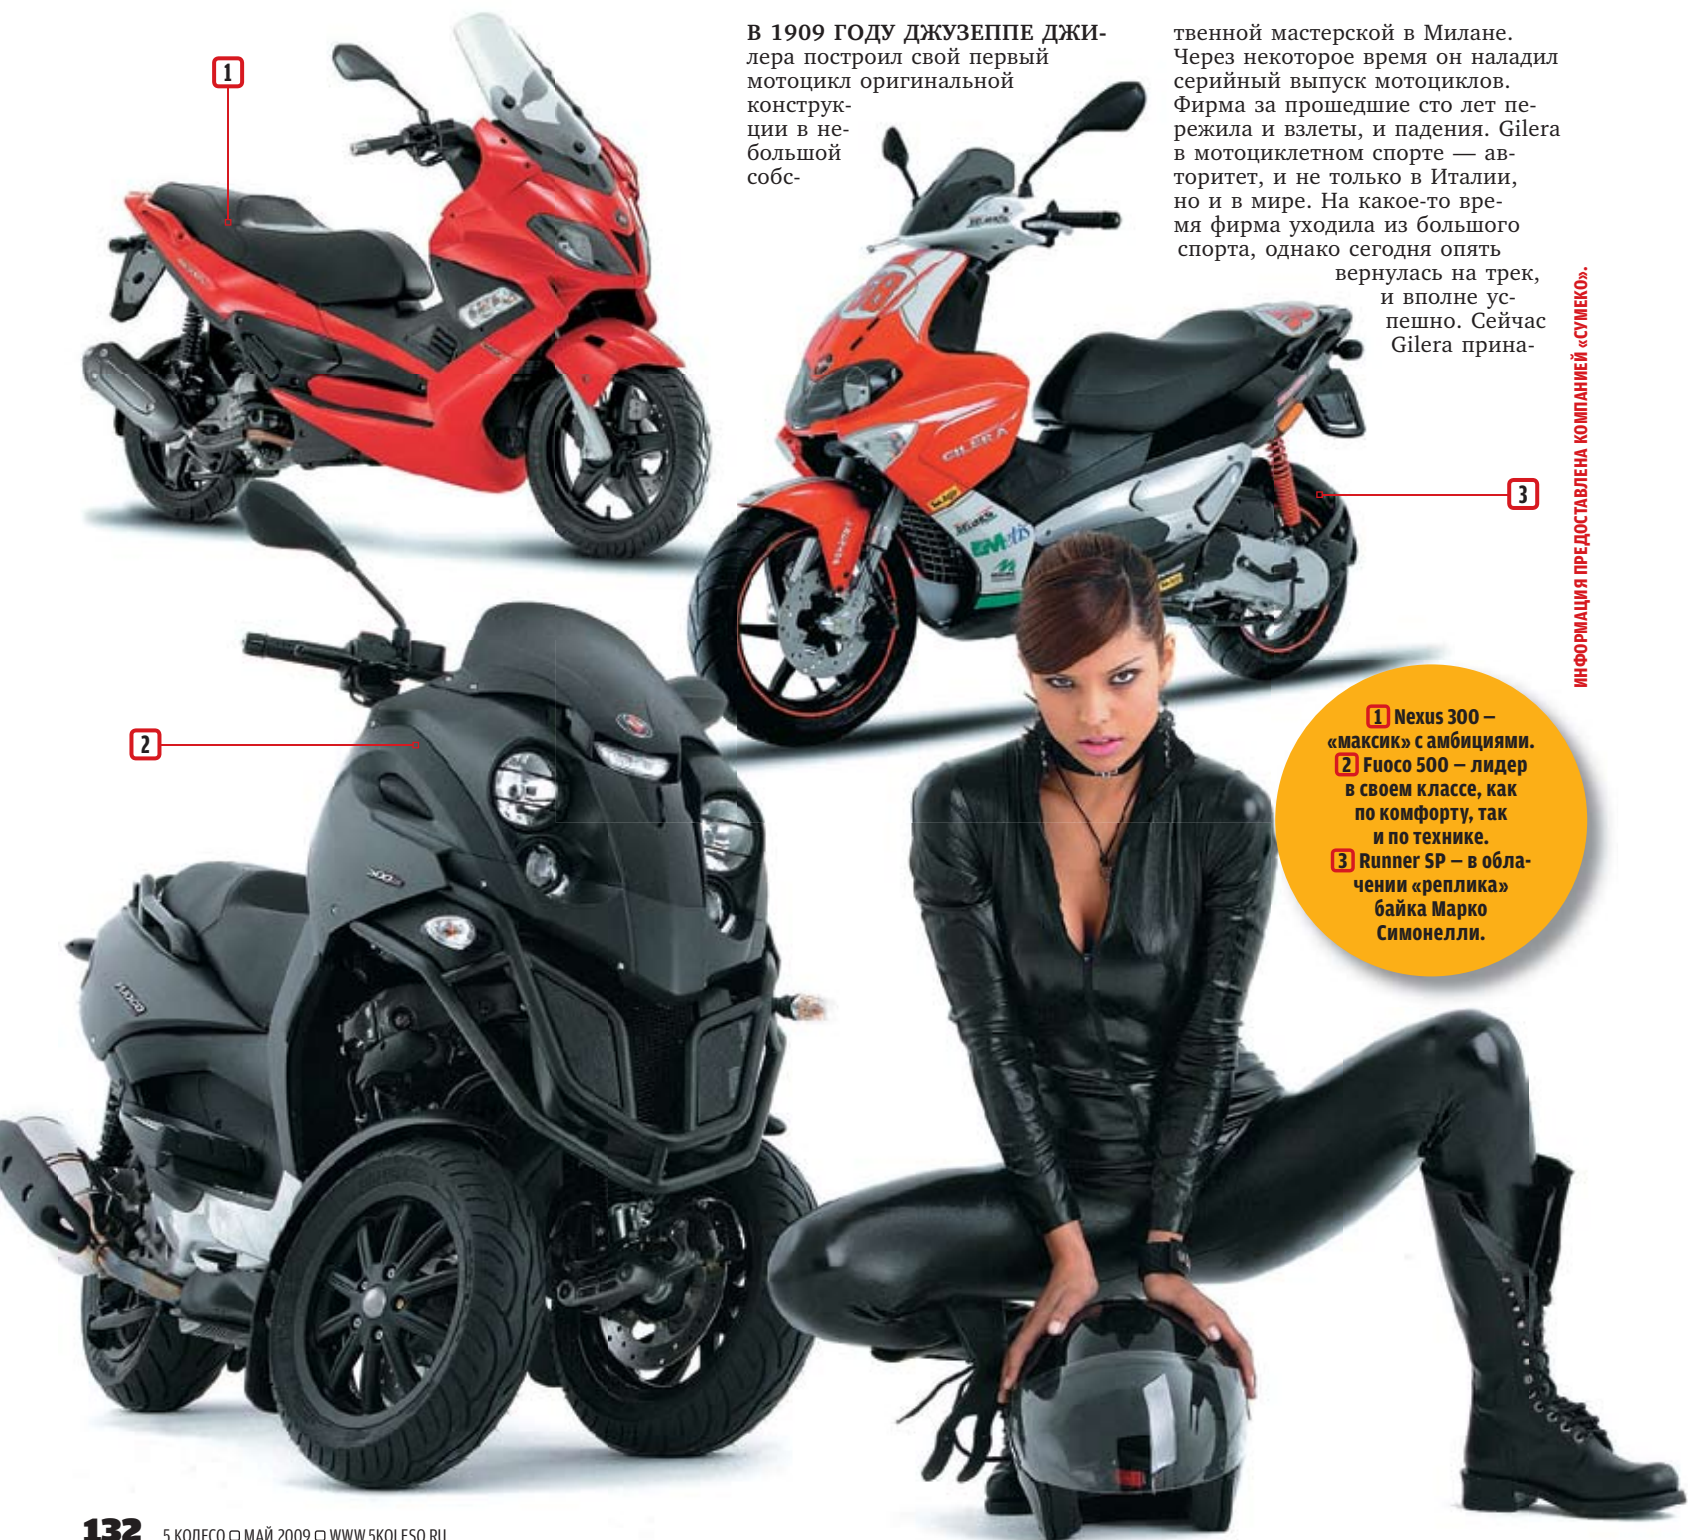 В 1909 ГОДУ ДЖУЗЕППЕ ДЖИ-
лера построил свой первый
мотоцикл оригинальной
конструк-
ции в не-
большой
собс-
твенной мастерской в Милане.
Через некоторое время он наладил
серийный выпуск мотоциклов.
Фирма за прошедшие сто лет пе-
режила и взлеты, и падения. Gilera
в мотоциклетном спорте — ав-
торитет, и не только в Италии,
но и в мире. На какое-то вре-
мя фирма уходила из большого
спорта, однако сегодня опять
вернулась на трек,
и вполне ус-
пешно. Сейчас
Gilera прина-
ИНФОРМАЦИЯ ПРЕДОСТАВЛЕНА КОМПАНИЕЙ «СУМЕКО».
1
2
3
58
GILERA
500
FUOCO
1 Nexus 300 –
«максик» с амбициями.
2 Fuoco 500 – лидер
в своем классе, как
по комфорту, так
и по технике.
3 Runner SP – в обла-
чении «реплика»
байка Марко
Симонелли.
132 5 КОЛЕСО МАЙ 2009 WWW.5KOLESO.RU